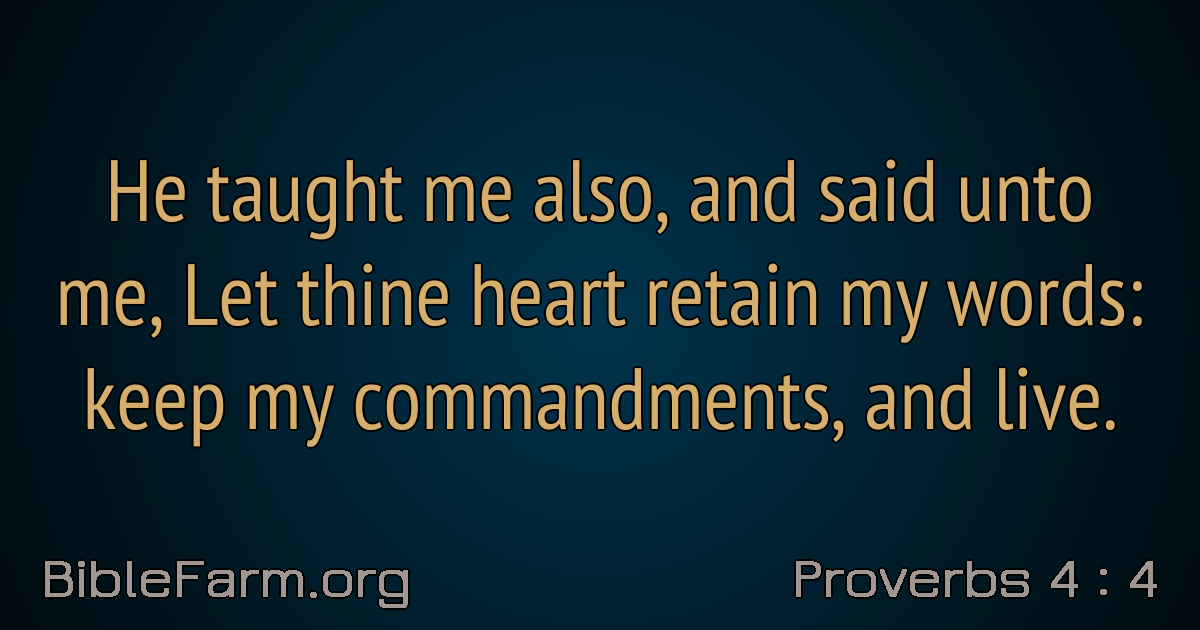 He taught me also, and said unto
me, Let thine heart retain my words:
keep my commandments, and live.
BibleFarm.org
Proverbs 4 : 4